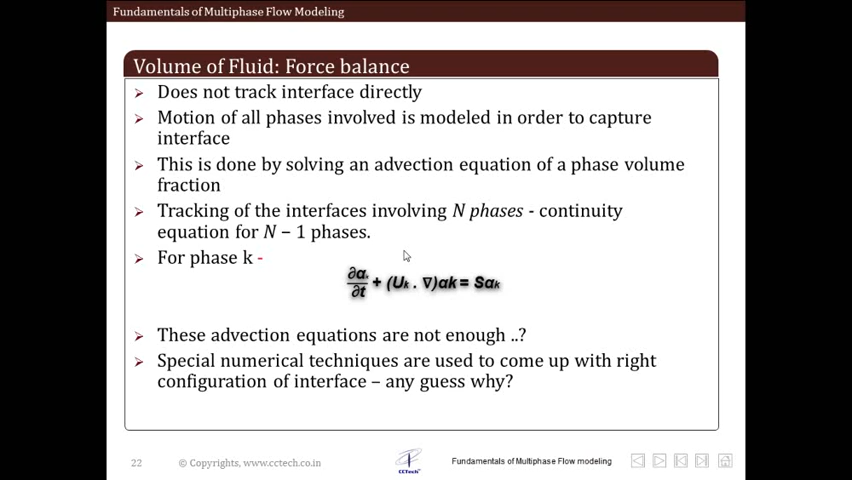 Fundamentals of Multiphase Flow Modeling
Volume of Fluid: Force balance
Does not track interface directly
Motion of all phases involved is modeled in order to capture
interface
This is done by solving an advection equation of a phase volume
fraction
Tracking of the interfaces involving N phases - continuity
equation for N − 1 phases.
For phase k -
∂αₖ/∂t + (Uₖ . ∇)αk = Sαₖ
These advection equations are not enough ..?
Special numerical techniques are used to come up with right
configuration of interface – any guess why?
22 © Copyrights, www.cctech.co.in CCTech Fundamentals of Multiphase Flow modeling